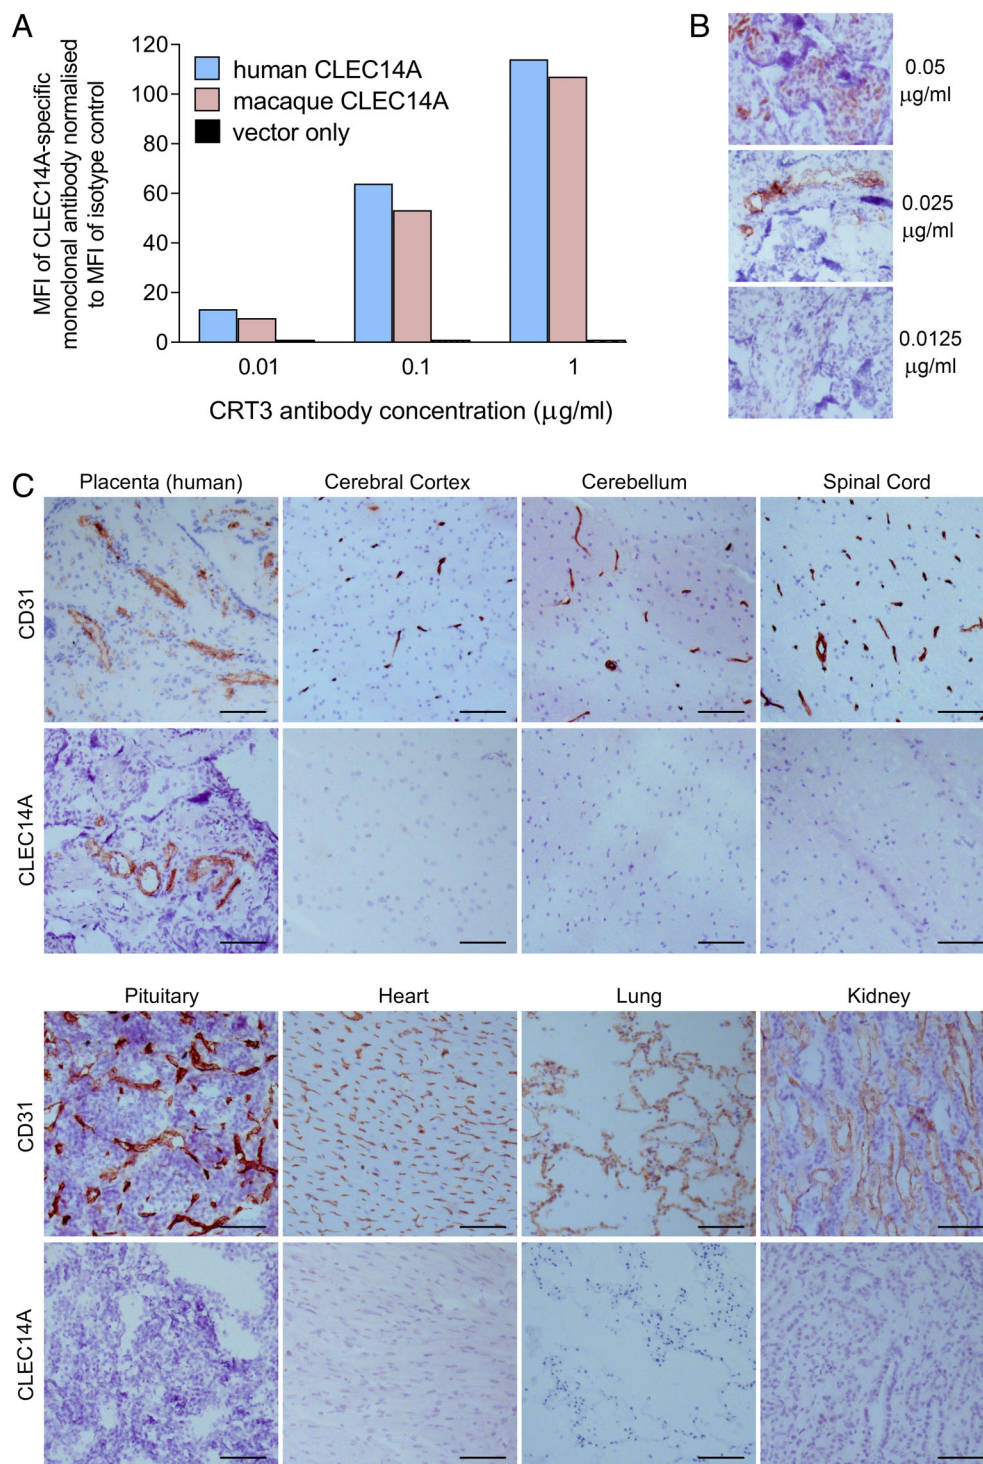 A
MFI of CLEC14A-specific
monoclonal antibody normalised
to MFI of isotype control
120
100
80
60
40
20
0
human CLEC14A
macaque CLEC14A
vector only
0.01 0.1 1
CRT3 antibody concentration (μg/ml)
B
0.05
μg/ml
0.025
μg/ml
0.0125
μg/ml
C
Placenta (human) Cerebral Cortex Cerebellum Spinal Cord
CD31
CLEC14A
Pituitary Heart Lung Kidney
CD31
CLEC14A